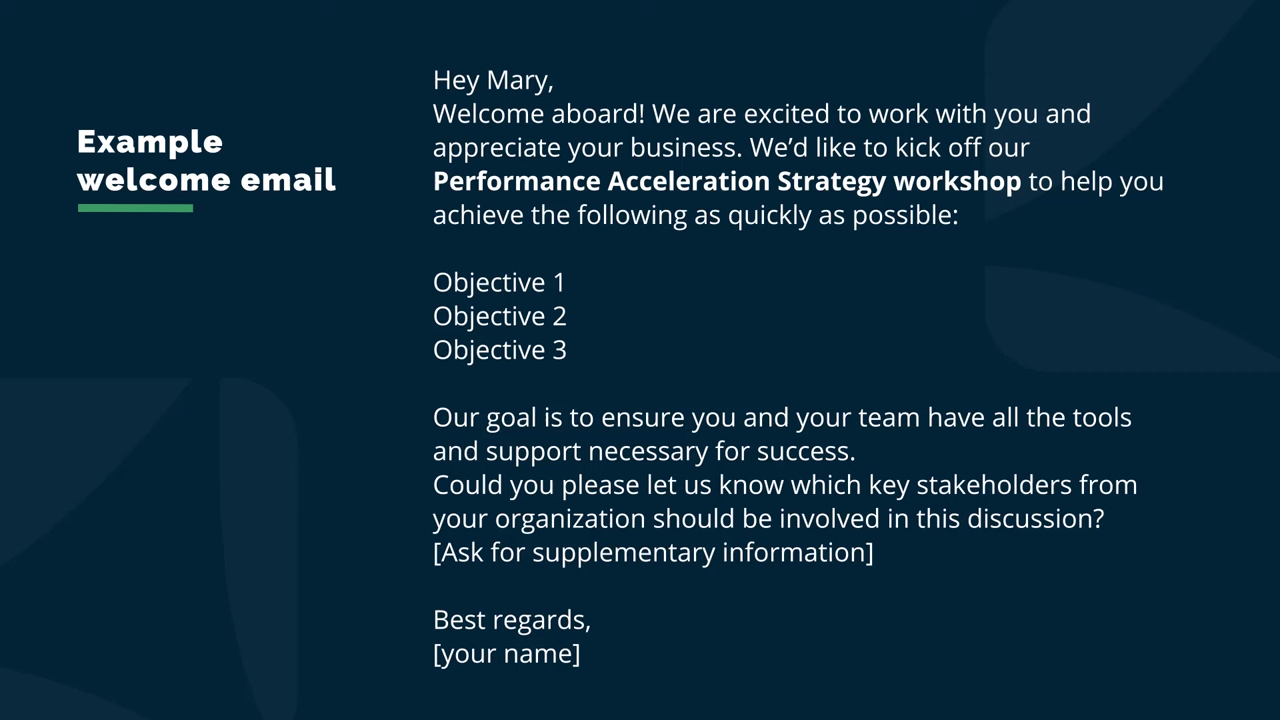 Example
welcome email
Hey Mary,
Welcome aboard! We are excited to work with you and
appreciate your business. We’d like to kick off our
Performance Acceleration Strategy workshop to help you
achieve the following as quickly as possible:
Objective 1
Objective 2
Objective 3
Our goal is to ensure you and your team have all the tools
and support necessary for success.
Could you please let us know which key stakeholders from
your organization should be involved in this discussion?
[Ask for supplementary information]
Best regards,
[your name]